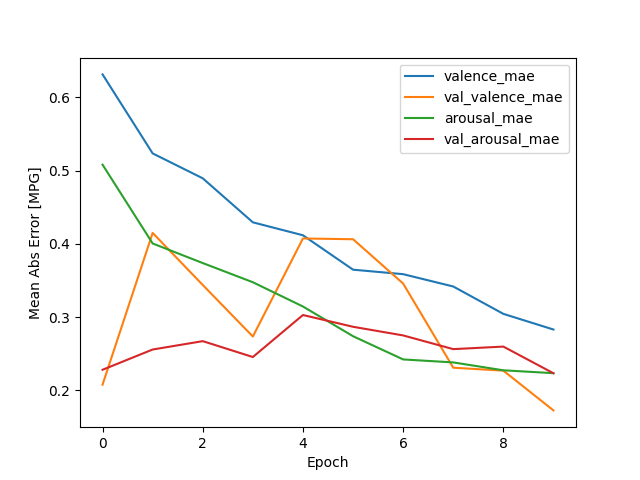 valence_mae
val_valence_mae
arousal_mae
val_arousal_mae
0.6
0.5
0.4
0.3
0.2
Mean Abs Error [MPG]
0 2 4 6 8
Epoch